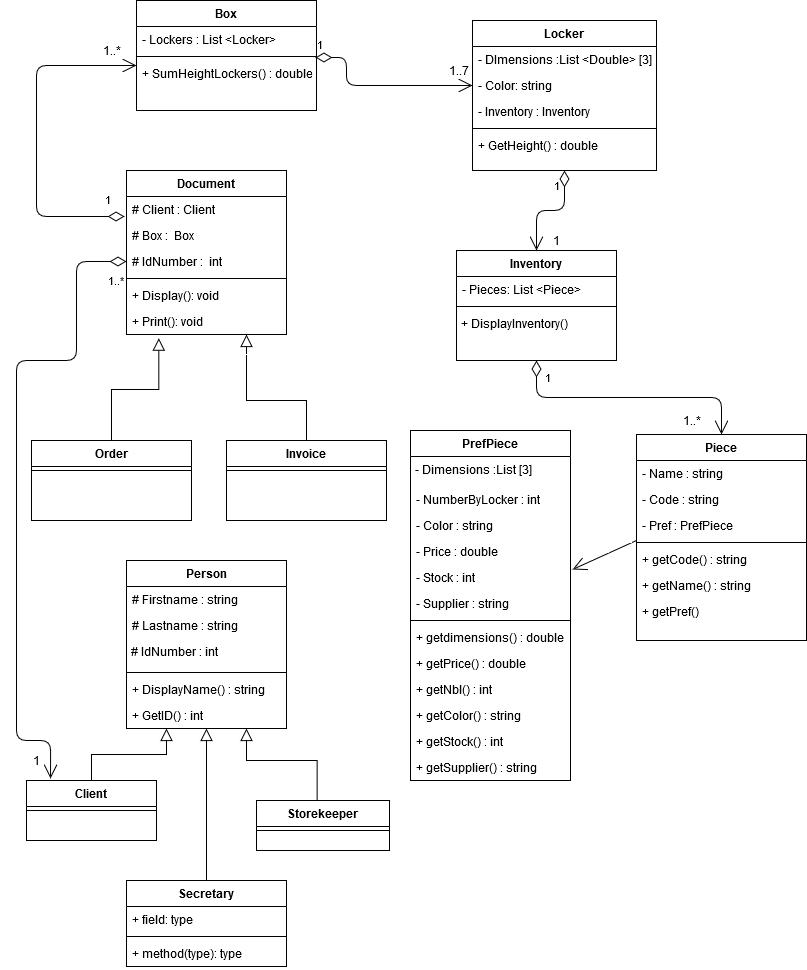 Box
- Lockers : List <Locker>
+ SumHeightLockers() : double
1..*
1
1..7
Locker
- DImensions :List <Double> [3]
- Color: string
- Inventory : Inventory
+ GetHeight() : double
1
1
Document
# Client : Client
# Box :  Box
# IdNumber :  int
+ Display(): void
+ Print(): void
1
1..*
Inventory
- Pieces: List <Piece>
+ DisplayInventory()
1
1..*
Order
Invoice
PrefPiece
- Dimensions :List [3]
- NumberByLocker : int
- Color : string
- Price : double
- Stock : int
- Supplier : string
+ getdimensions() : double
+ getPrice() : double
+ getNbl() : int
+ getColor() : string
+ getStock() : int
+ getSupplier() : string
Piece
- Name : string
- Code : string
- Pref : PrefPiece
+ getCode() : string
+ getName() : string
+ getPref()
Person
# Firstname : string
# Lastname : string
# IdNumber : int
+ DisplayName() : string
+ GetID() : int
1
Client
Storekeeper
Secretary
+ field: type
+ method(type): type